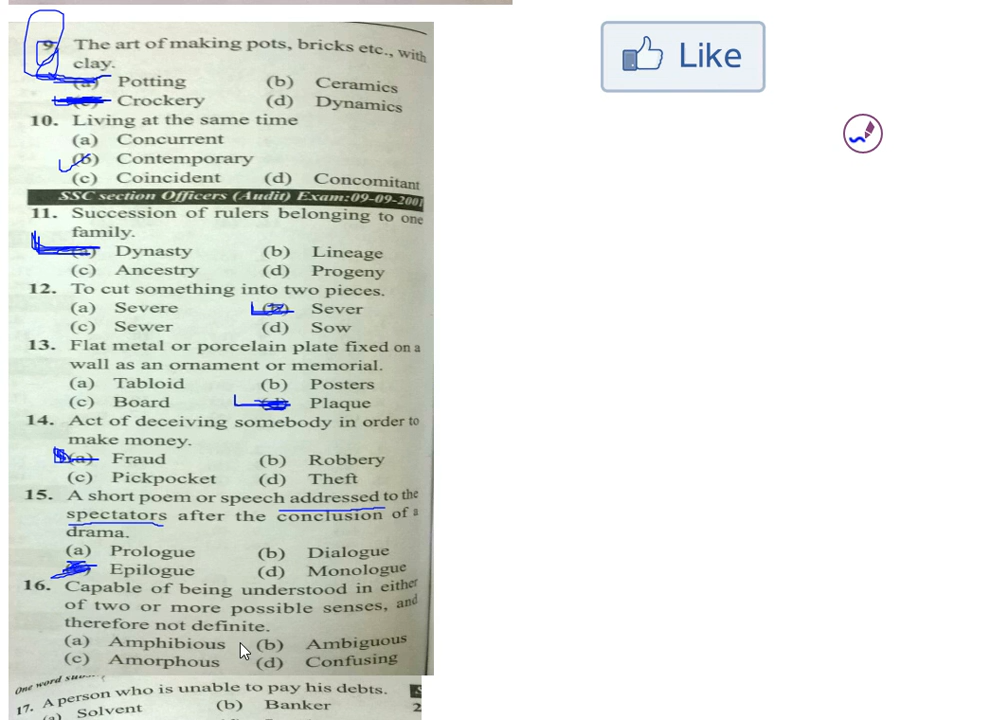 9. The art of making pots, bricks etc., with
clay.
(a) Potting (b) Ceramics
Crockery (d) Dynamics
10. Living at the same time
(a) Concurrent
(b) Contemporary
(c) Coincident (d) Concomitant
SSC section Officers (Audit) Exam:09-09-2001
11. Succession of rulers belonging to one
family.
(a) Dynasty (b) Lineage
(c) Ancestry (d) Progeny
12. To cut something into two pieces.
(a) Severe Sever
(c) Sewer (d) Sow
13. Flat metal or porcelain plate fixed on a
wall as an ornament or memorial.
(a) Tabloid (b) Posters
(c) Board Plaque
14. Act of deceiving somebody in order to
make money.
(a) Fraud (b) Robbery
(c) Pickpocket (d) Theft
15. A short poem or speech addressed to the
spectators after the conclusion of a
drama.
(a) Prologue (b) Dialogue
Epilogue (d) Monologue
16. Capable of being understood in either
of two or more possible senses, and
therefore not definite.
(a) Amphibious (b) Ambiguous
(c) Amorphous (d) Confusing
One word
17. A person who is unable to pay his debts.
(a) Solvent (b) Banker
2
Like